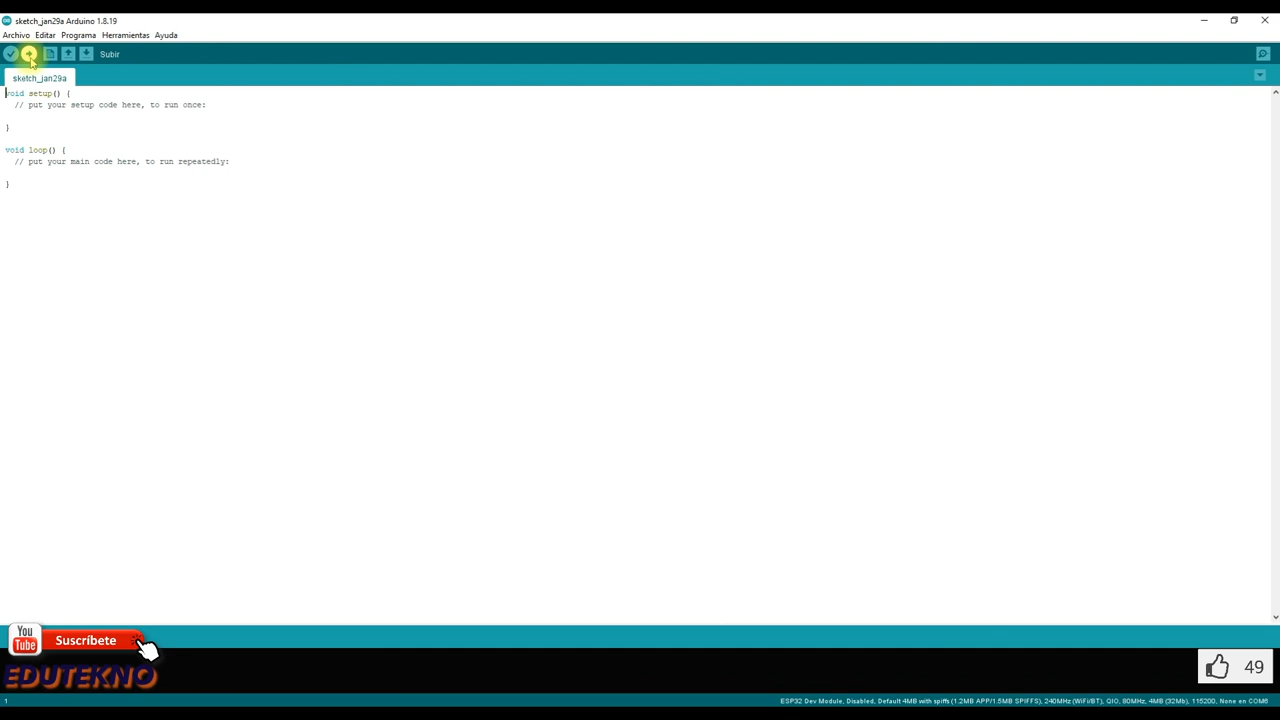 sketch_jan29a Arduino 1.8.19
Archivo Editar Programa Herramientas Ayuda
Subir
sketch_jan29a
void setup() {
// put your setup code here, to run once:
}
void loop() {
// put your main code here, to run repeatedly:
}
You
Tube
Suscríbete
EDUTEKNO
49
1
ESP32 Dev Module, Disabled, Default 4MB with spiffs (1.2MB APP/1.5MB SPIFFS), 240MHz (WiFi/BT), QIO, 80MHz, 4MB (32Mb), 115200, None en COM6